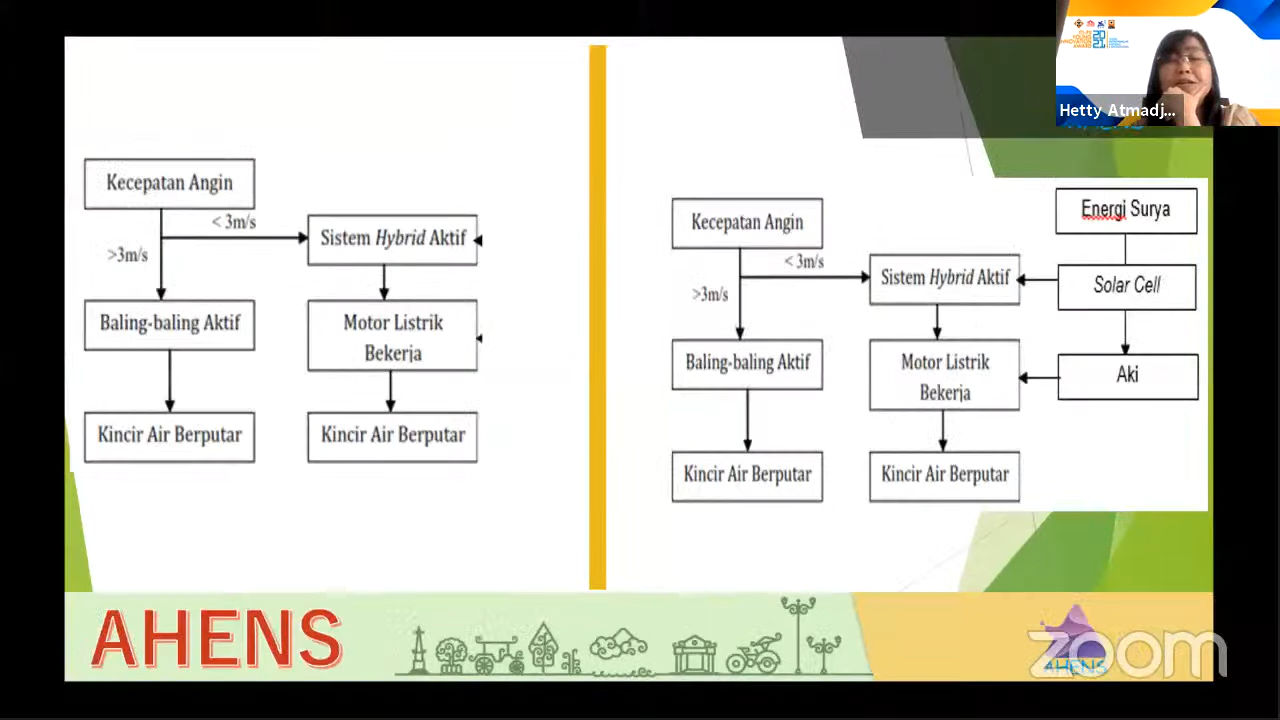 Kecepatan Angin
< 3m/s
>3m/s
Sistem Hybrid Aktif
Baling-baling Aktif
Motor Listrik
Bekerja
Kincir Air Berputar
Kincir Air Berputar
Kecepatan Angin
< 3m/s
>3m/s
Sistem Hybrid Aktif
Baling-baling Aktif
Motor Listrik
Bekerja
Kincir Air Berputar
Kincir Air Berputar
Energi Surya
Solar Cell
Aki
Hetty Atmadj...
2021
AHENS
AHENS
zoom